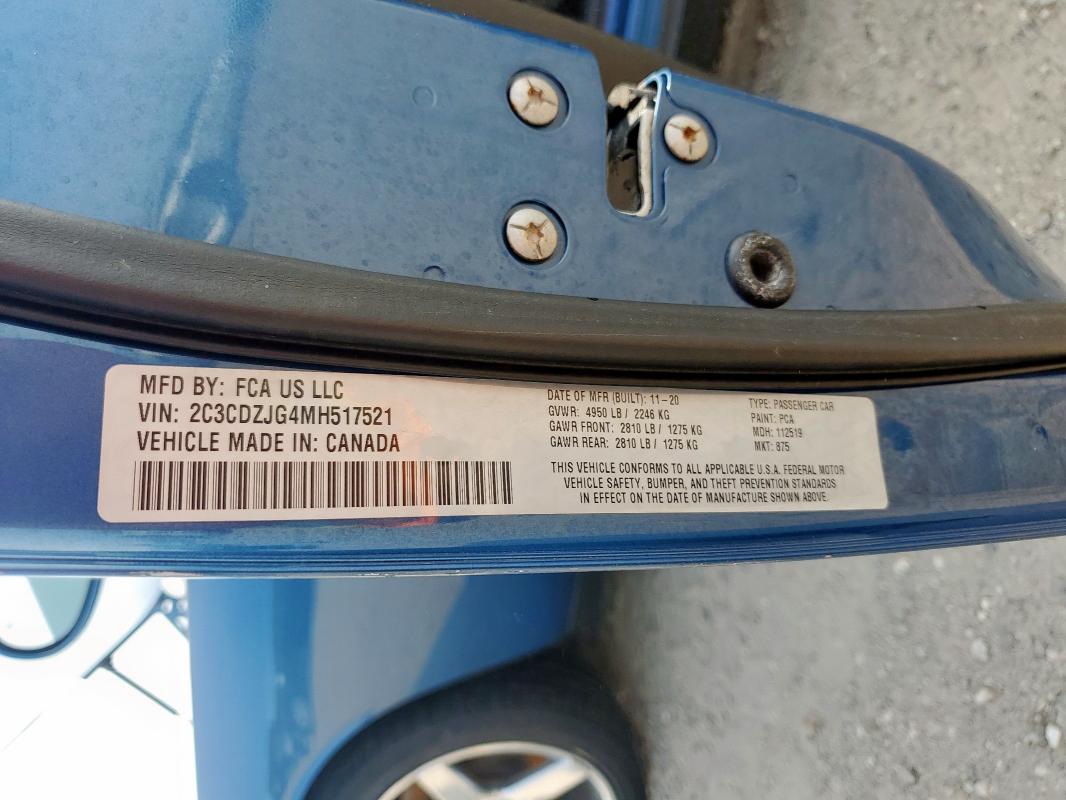 MFD BY: FCA US LLC
VIN: 2C3CDZJG4MH517521
VEHICLE MADE IN: CANADA
DATE OF MFR (BUILT): 11-20
GVWR: 4950 LB / 2246 KG
GAWR FRONT: 2810 LB / 1275 KG
GAWR REAR: 2810 LB / 1275 KG
TYPE: PASSENGER CAR
PAINT: PCA
MDH: 112519
MKT: 875
THIS VEHICLE CONFORMS TO ALL APPLICABLE U.S.A. FEDERAL MOTOR
VEHICLE SAFETY, BUMPER, AND THEFT PREVENTION STANDARDS
IN EFFECT ON THE DATE OF MANUFACTURE SHOWN ABOVE.